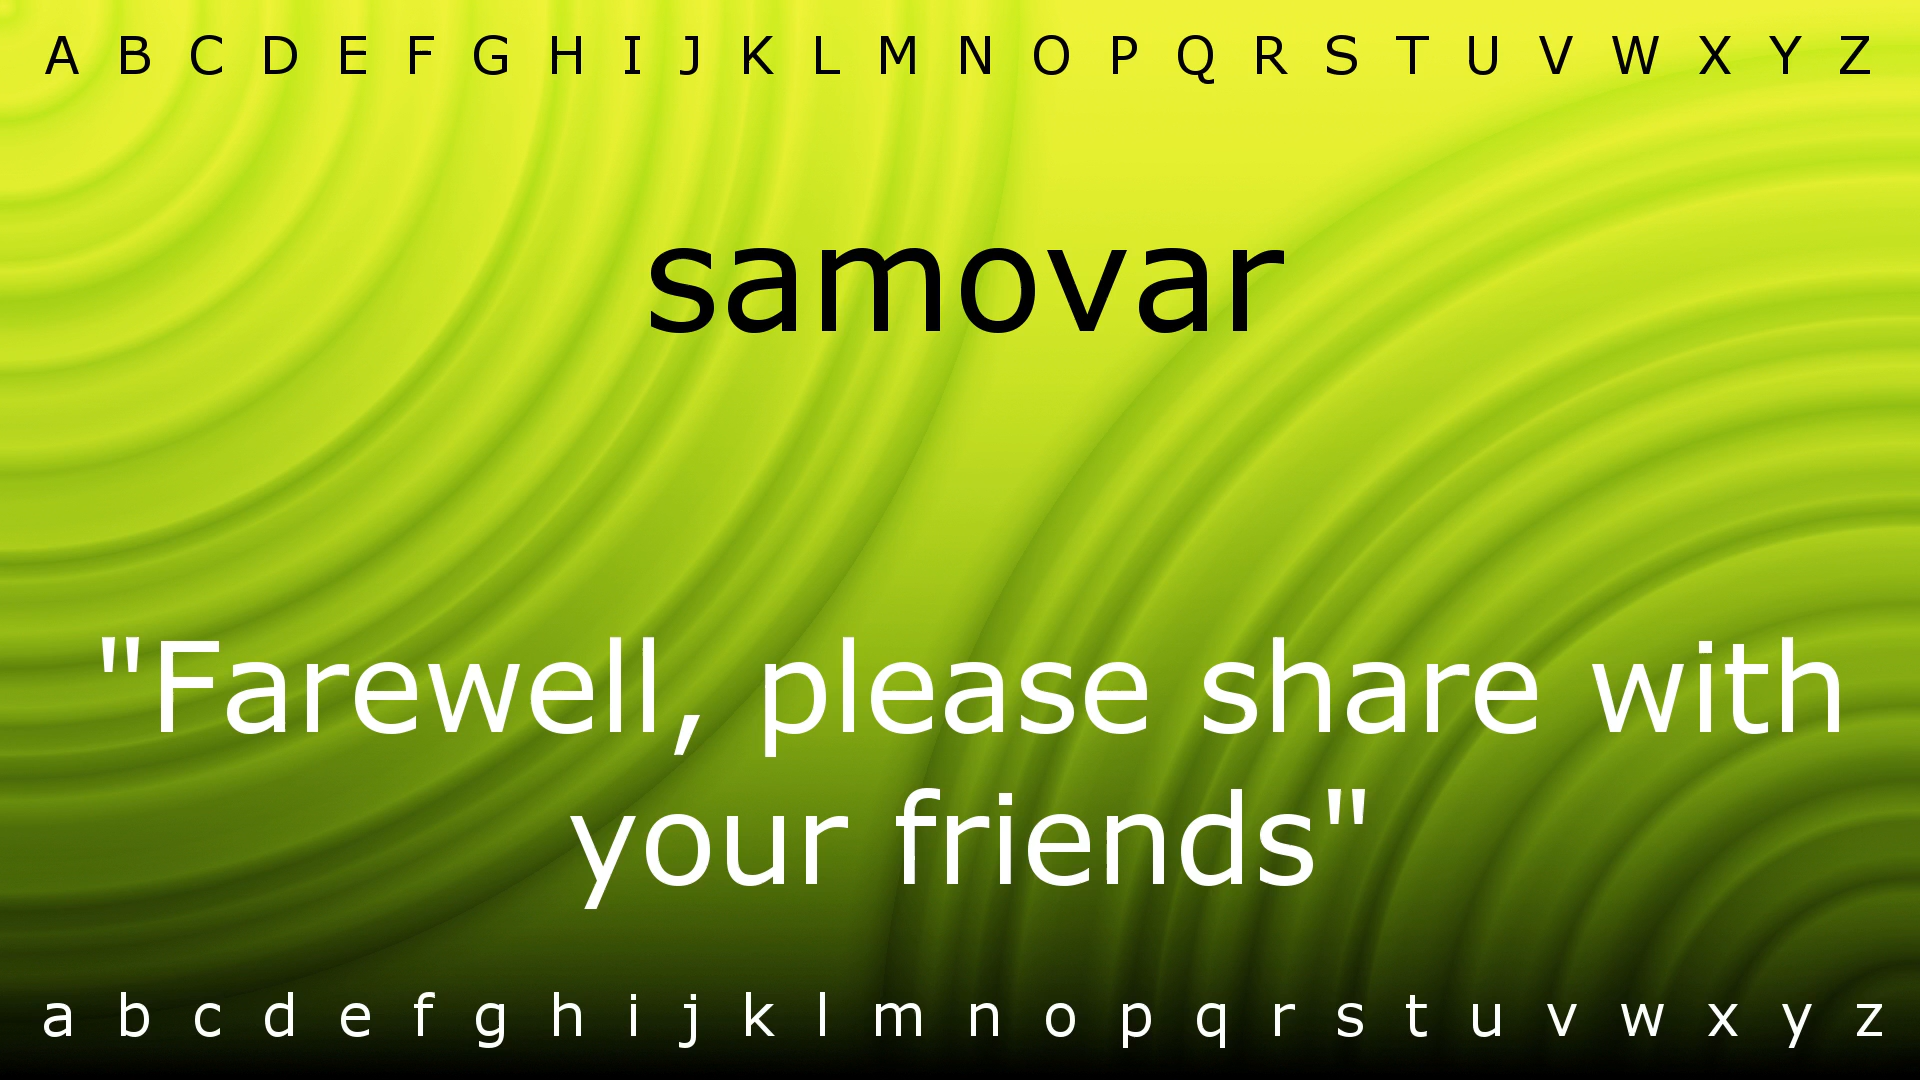 A B C D E F G H I J K L M N O P Q R S T U V W X Y Z
samovar
"Farewell, please share with
your friends"
a b c d e f g h i j k l m n o p q r s t u v w x y z